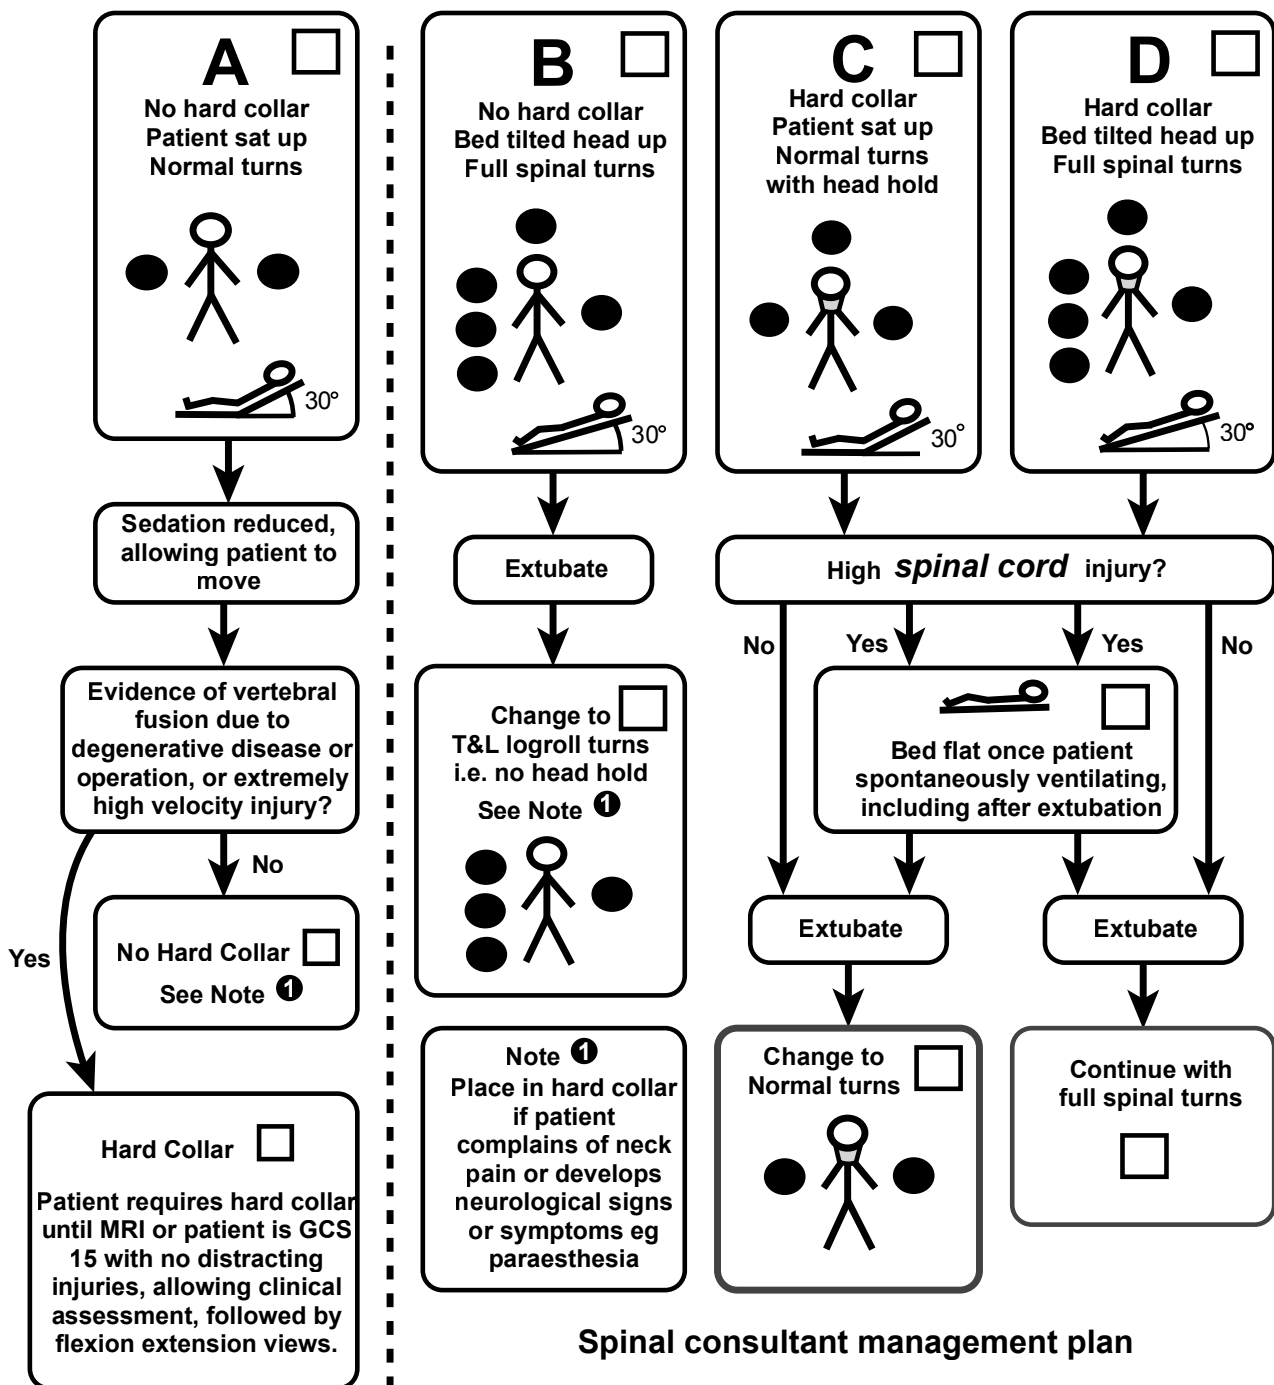 A
No hard collar
Patient sat up
Normal turns
30°
Sedation reduced,
allowing patient to
move
Evidence of vertebral
fusion due to
degenerative disease or
operation, or extremely
high velocity injury?
No
Yes
No Hard Collar
See Note 1
Hard Collar
Patient requires hard collar
until MRI or patient is GCS
15 with no distracting
injuries, allowing clinical
assessment, followed by
flexion extension views.
B
No hard collar
Bed tilted head up
Full spinal turns
30°
Extubate
Change to
T&L logroll turns
i.e. no head hold
See Note 1
Note 1
Place in hard collar
if patient
complains of neck
pain or develops
neurological signs
or symptoms eg
paraesthesia
C
Hard collar
Patient sat up
Normal turns
with head hold
30°
D
Hard collar
Bed tilted head up
Full spinal turns
30°
High spinal cord injury?
No
Yes
Yes
No
Bed flat once patient
spontaneously ventilating,
including after extubation
Extubate
Extubate
Change to
Normal turns
Continue with
full spinal turns
Spinal consultant management plan